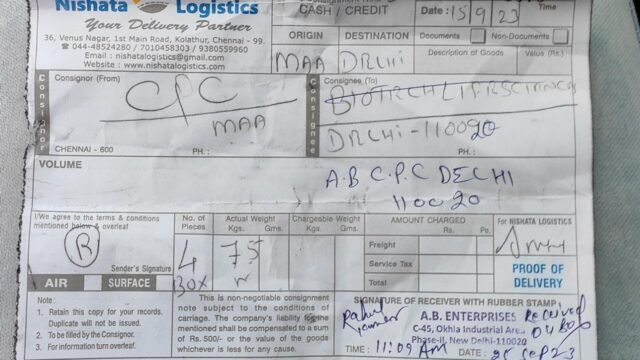 Nishata Logistics
Your Delivery Partner
36, Venus Nagar, 1st Main Road, Kolathur, Chennai - 99.
☎ 044-48524280 / 7010458303 / 9380559960
Email : nishatalogistics@gmail.com
Website : www.nishatalogistics.com
CASH / CREDIT
Date : 15/9/23
Time
ORIGIN DESTINATION
MAA DELHI
Documents Non-Documents
Description of Goods Value (Rs.)
Consignor
Consignor (From)
CPC
MAA
CHENNAI - 600 PH. :
Consignee
Consignee (To)
DELHI - 110020
PH. :
VOLUME
A.B C.P.C DELHI
110020
I/We agree to the terms & conditions
mentioned below & overleaf
R
Sender's Signature
AIR SURFACE
No. of
Pieces
4
BOX
Actual Weight
Kgs. Gms.
75
Chargeable Weight
Kgs. Gms.
AMOUNT CHARGED
Rs. Ps.
Freight
Service Tax
Total
For NISHATA LOGISTICS
PROOF OF
DELIVERY
Note :
1. Retain this copy for your records.
Duplicate will not be issued.
2. To be filled by the Consignor.
3. For information turn overleaf.
This is non-negotiable consignment
note subject to the conditions of
carriage. The company's liability to the
mentioned shall be compusated to a sum
of Rs. 500/- or the value of the goods
whichever is less for any cause.
SIGNATURE OF RECEIVER WITH RUBBER STAMP
A.B. ENTERPRISES
Received
C-45, Okhla Industrial Area
Phase-II, New Delhi-110020
TIME : 11:09 AM DATE :